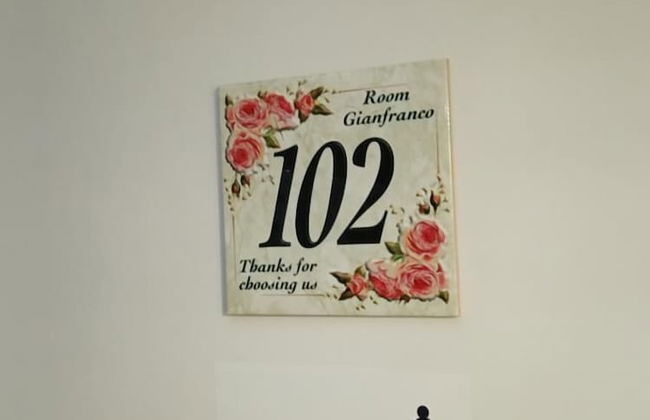 Room
Gianfranco
102
Thanks for
choosing us